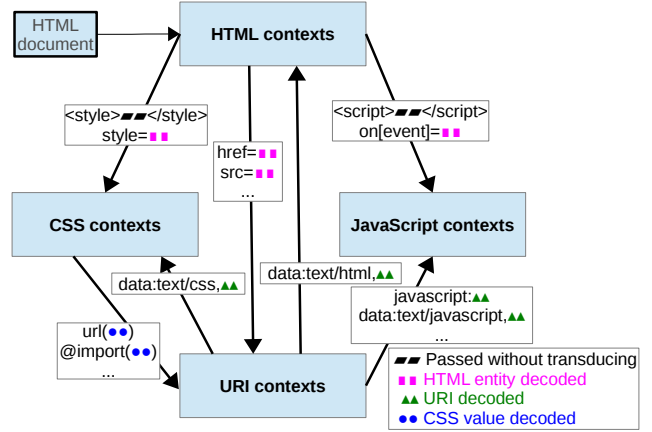 HTML
document
HTML contexts
<style>▰▰</style>
style=∎∎
<script>▰▰</script>
on[event]=∎∎
href=∎∎
src=∎∎
...
CSS contexts
JavaScript contexts
data:text/css,▲▲
data:text/html,▲▲
javascript:▲▲
data:text/javascript,▲▲
...
url(●●)
@import(●●)
...
URI contexts
▰▰ Passed without transducing
∎∎ HTML entity decoded
▲▲ URI decoded
●● CSS value decoded